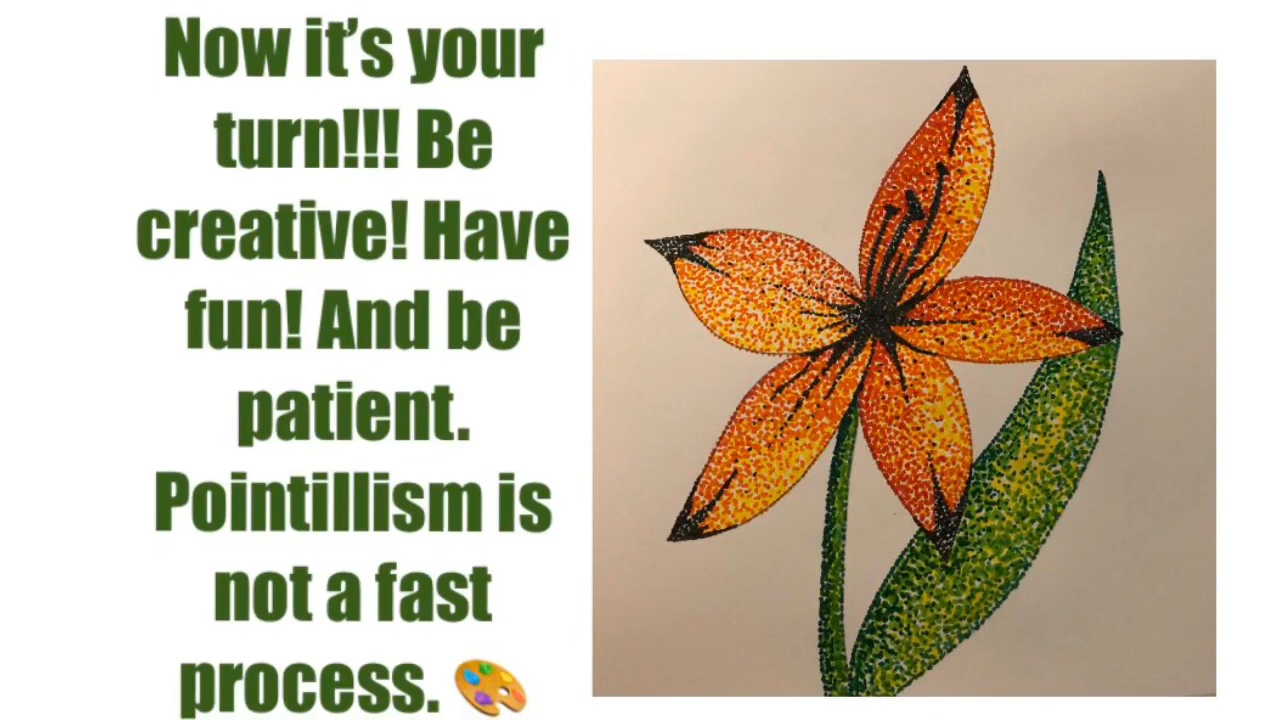 Now it’s your
turn!!! Be
creative! Have
fun! And be
patient.
Pointillism is
not a fast
process. 🎨